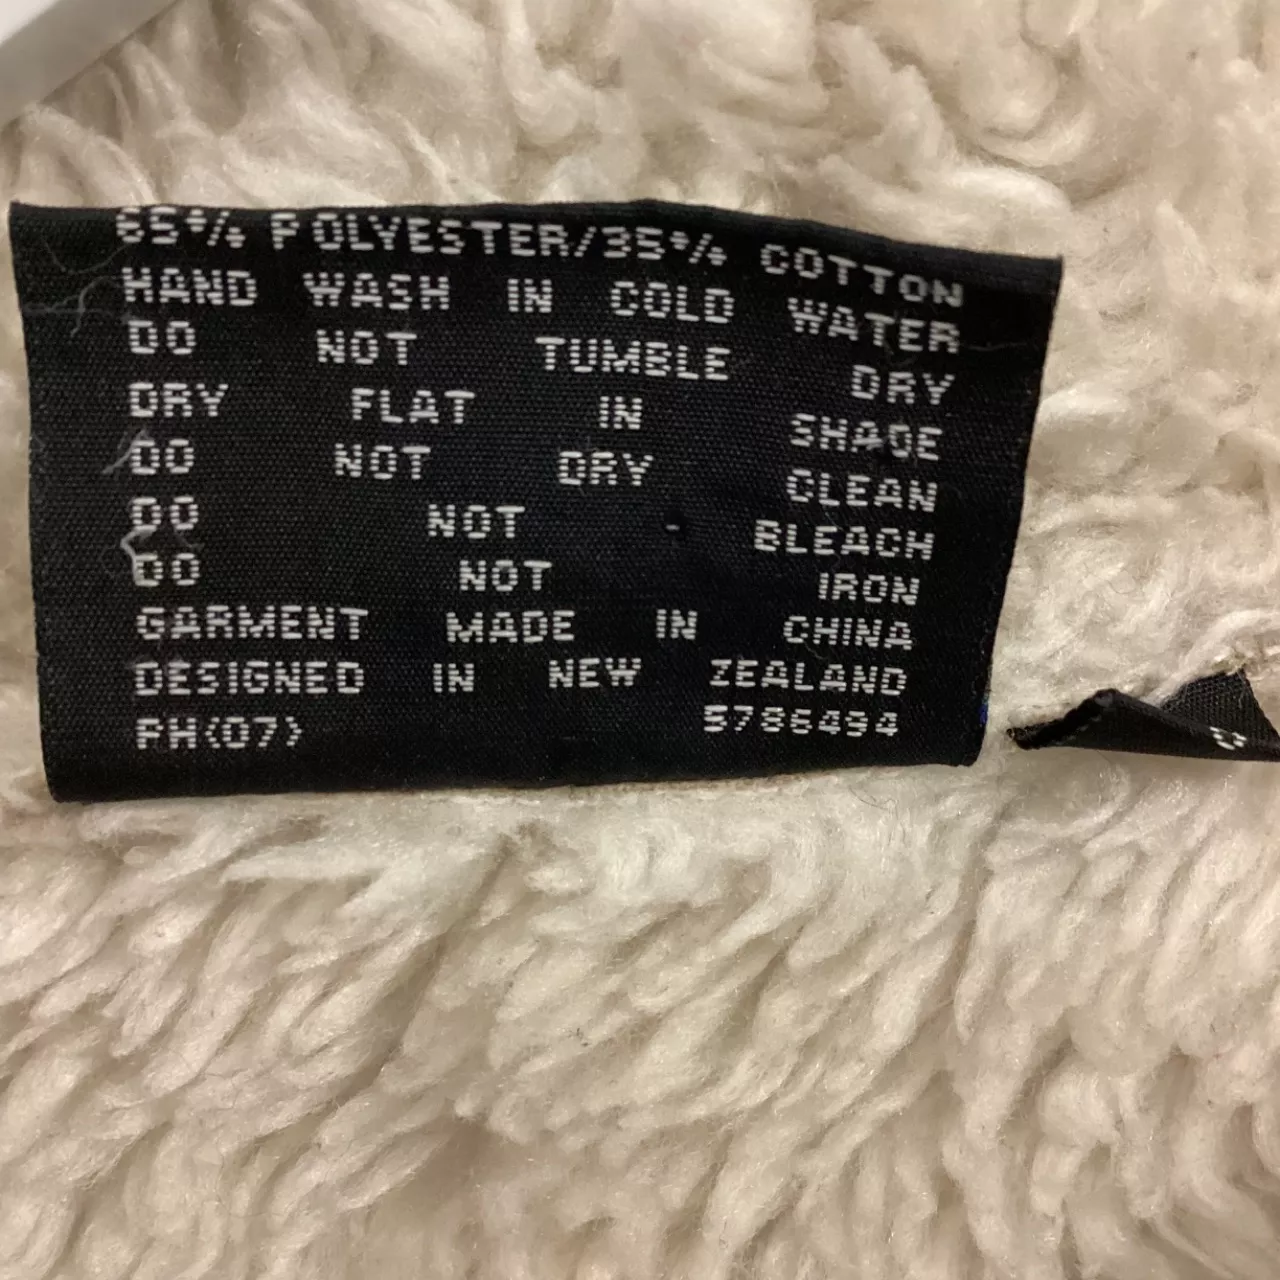 65% POLYESTER/35% COTTON
HAND WASH IN COLD WATER
DO NOT TUMBLE DRY
DRY FLAT IN SHADE
DO NOT DRY CLEAN
DO NOT BLEACH
DO NOT IRON
GARMENT MADE IN CHINA
DESIGNED IN NEW ZEALAND
RH(07) 5786494